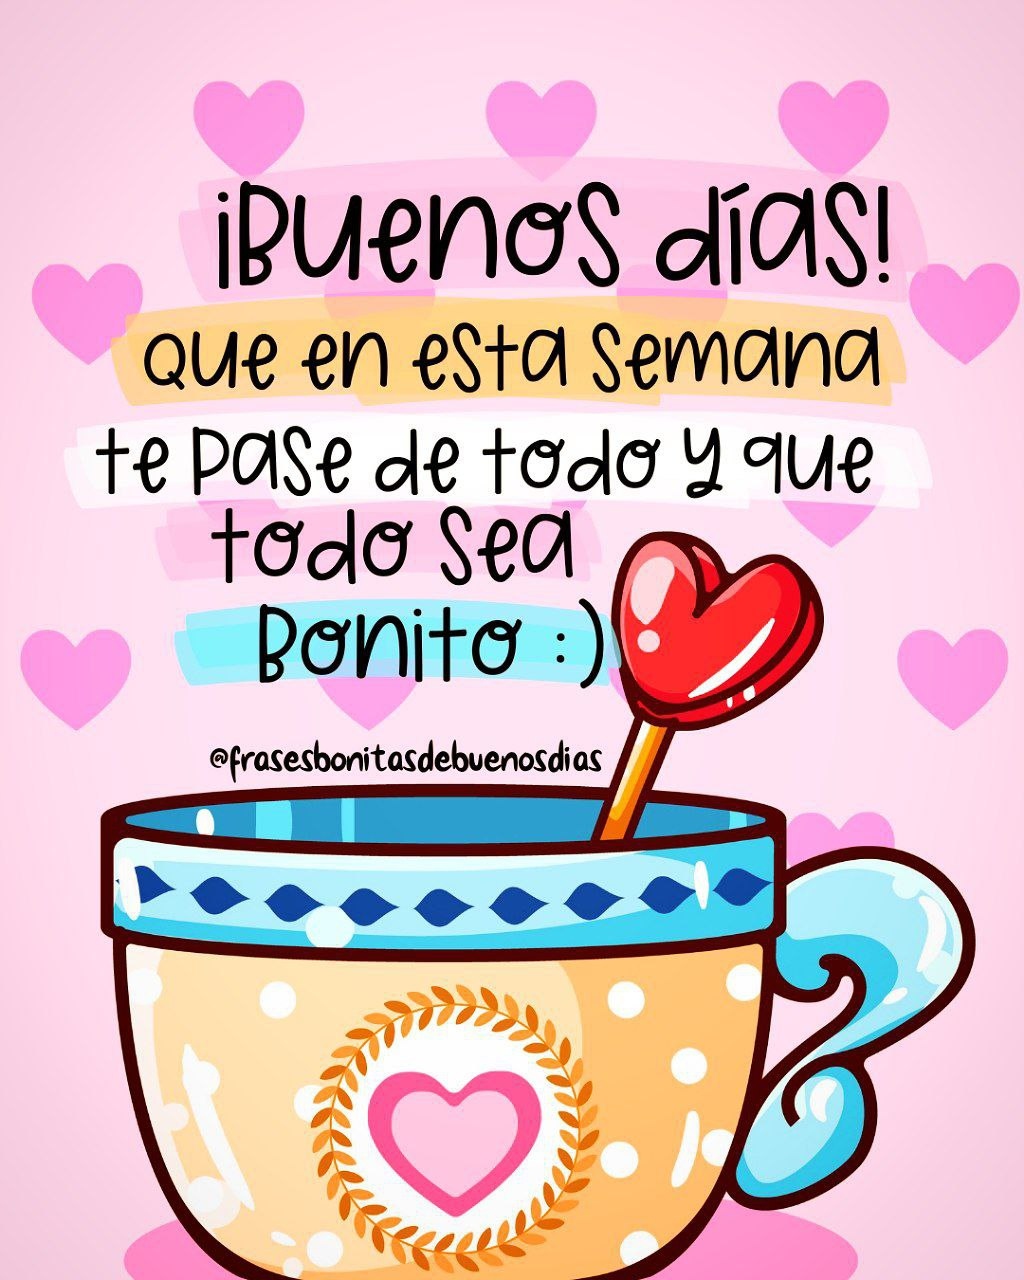 ¡Buenos días!
que en esta semana
te pase de todo y que
todo sea
Bonito :)
@frasesbonitasdebuenosdias